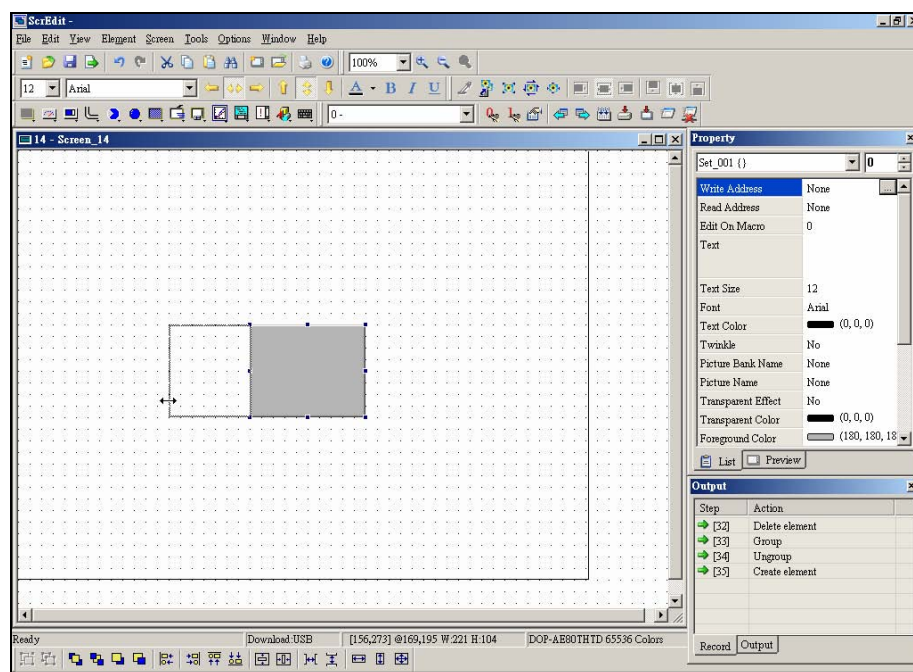 ScrEdit -
File Edit View Element Screen Tools Options Window Help
100%
12 Arial A B I U
0 -
14 - Screen_14
Property
Set_001 {} 0
Write Address None ...
Read Address None
Edit On Macro 0
Text
Text Size 12
Font Arial
Text Color (0, 0, 0)
Twinkle No
Picture Bank Name None
Picture Name None
Transparent Effect No
Transparent Color (0, 0, 0)
Foreground Color (180, 180, 18
List Preview
Output
Step Action
[32] Delete element
[33] Group
[34] Ungroup
[35] Create element
Record Output
Ready Download:USB [156,273] @169,195 W:221 H:104 DOP-AE80THTD 65536 Colors